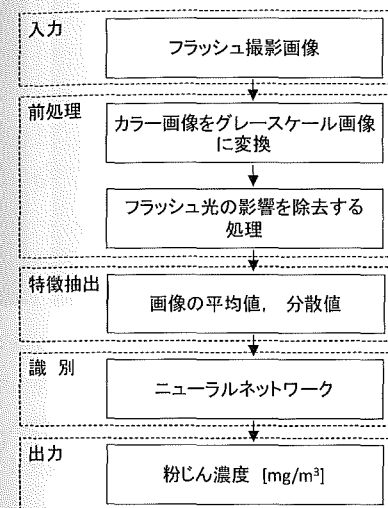 入力
フラッシュ撮影画像
前処理
カラー画像をグレースケール画像
に変換
フラッシュ光の影響を除去する
処理
特徴抽出
画像の平均値, 分散値
識 別
ニューラルネットワーク
出力
粉じん濃度 [mg/m³]